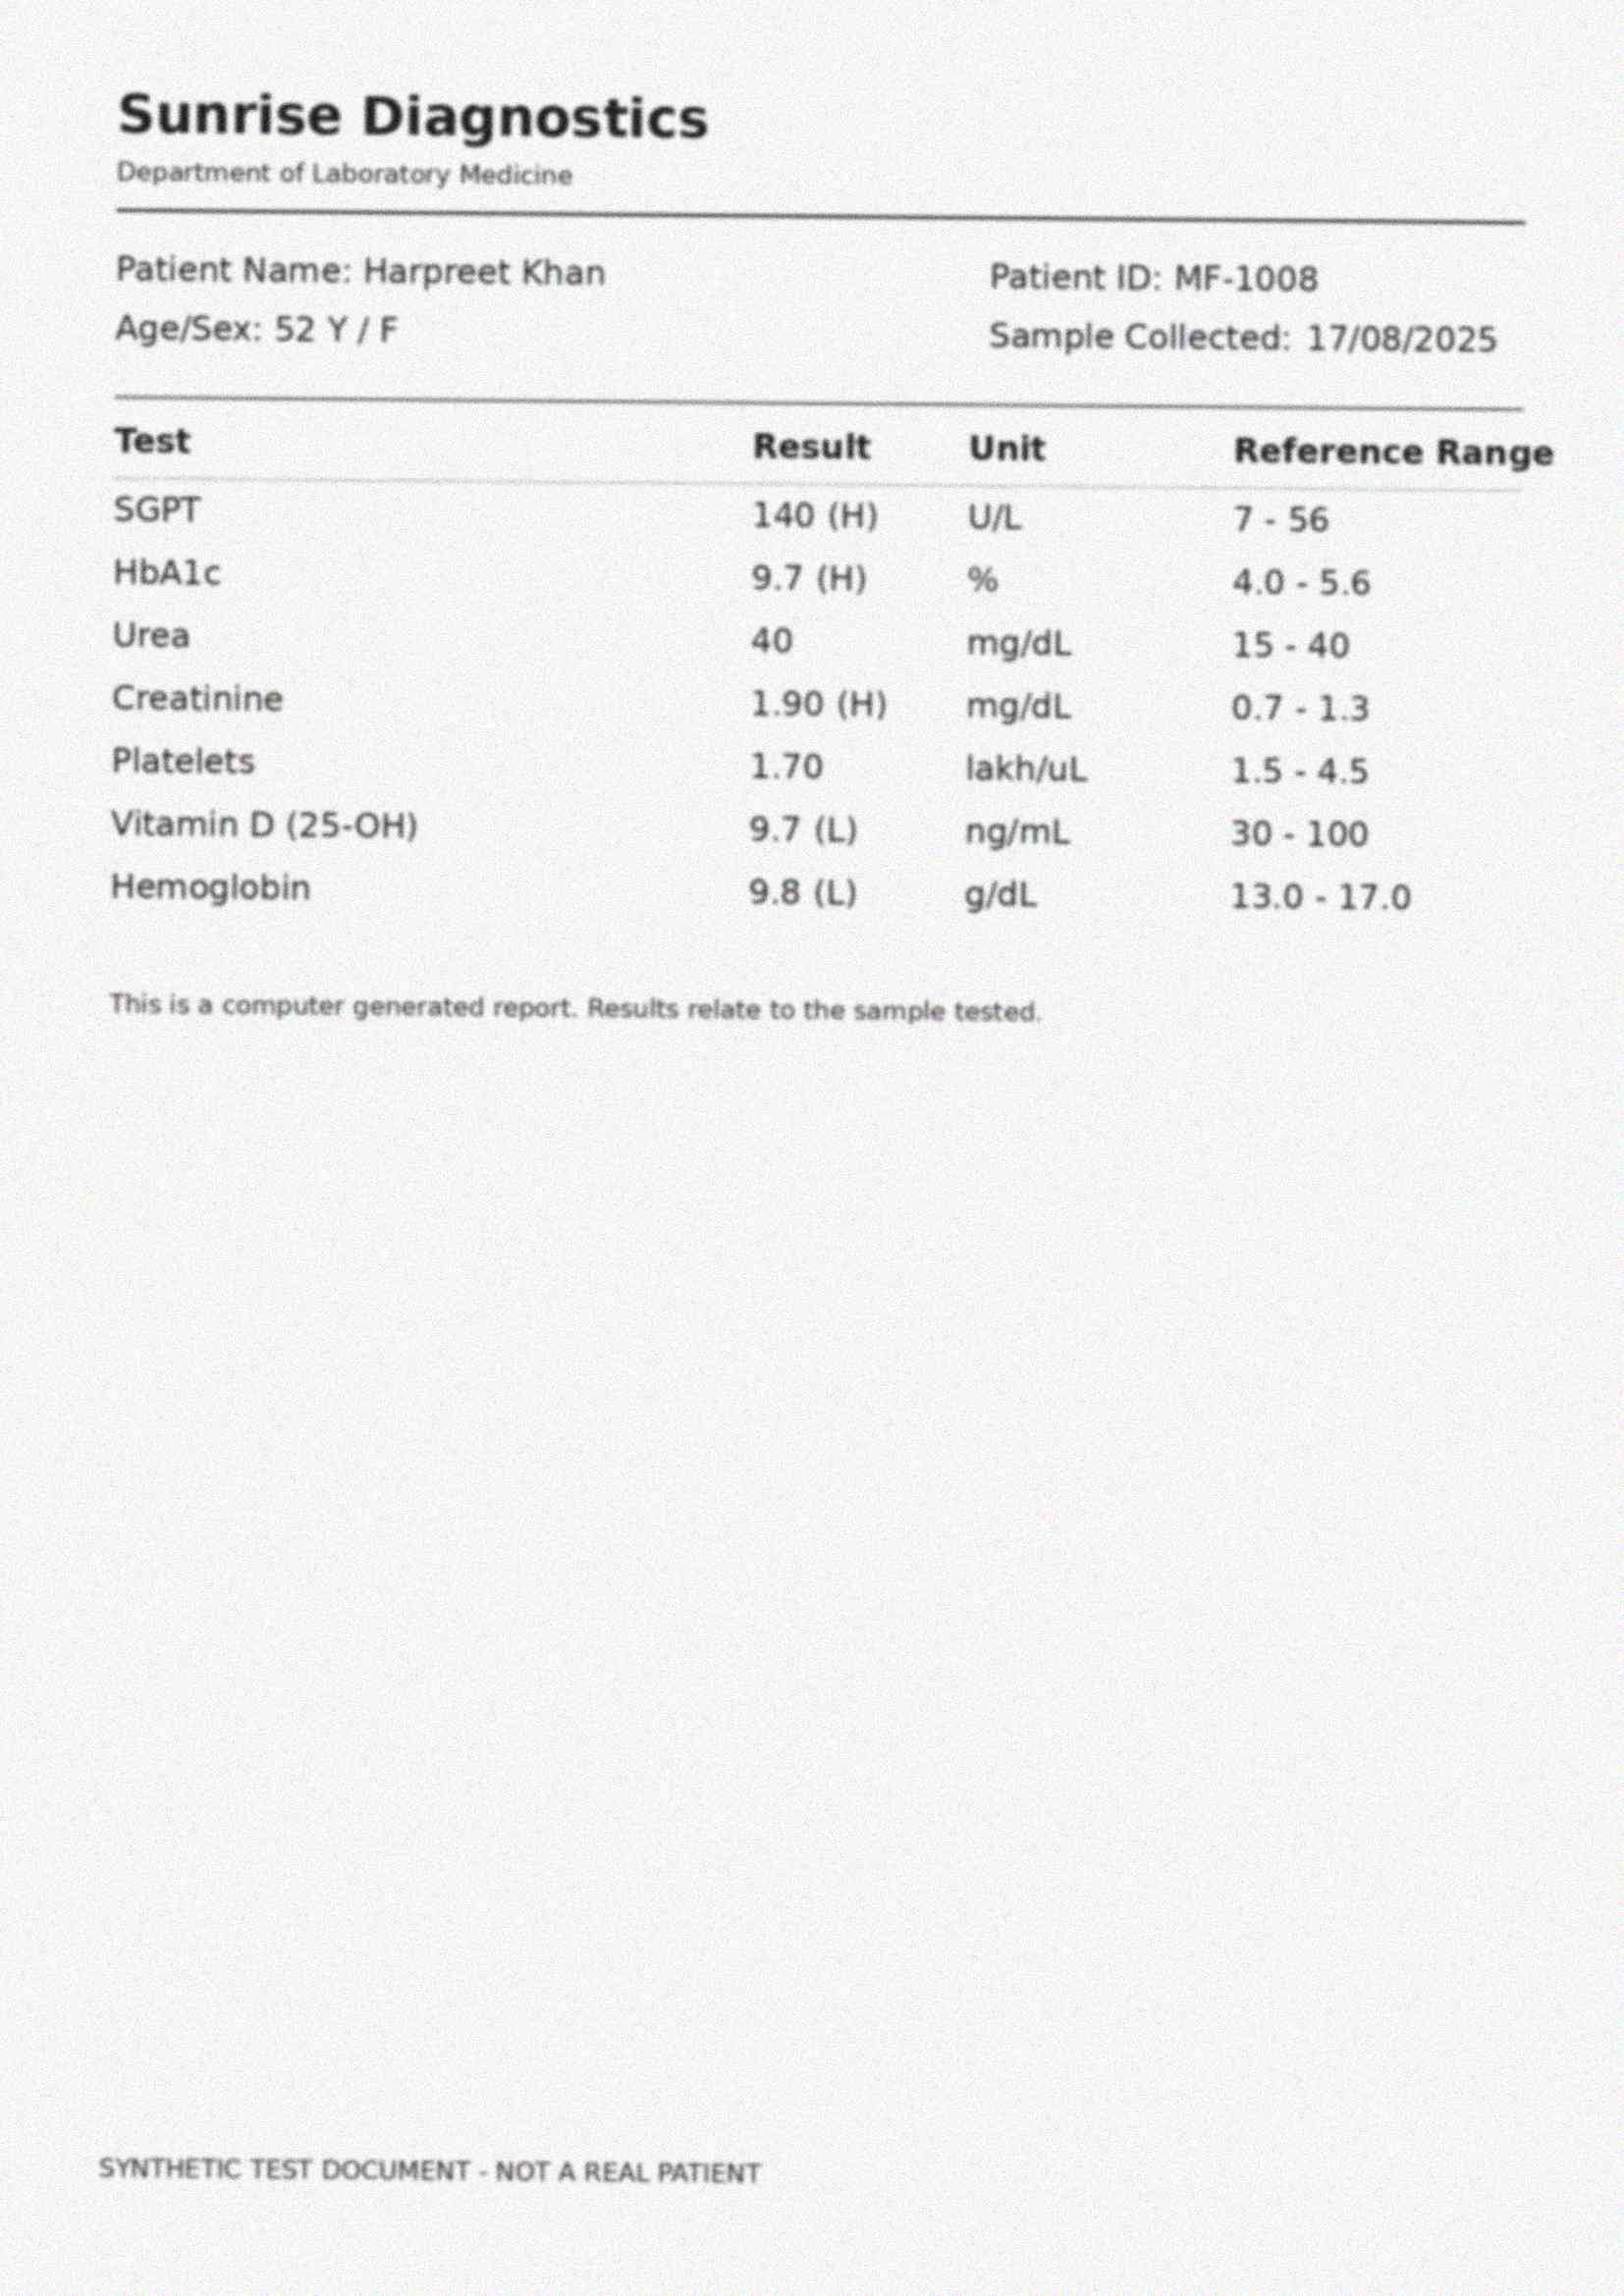 Sunrise Diagnostics
Department of Laboratory Medicine
Patient Name: Harpreet Khan Patient ID: MF-1008
Age/Sex: 52 Y / F Sample Collected: 17/08/2025
Test Result Unit Reference Range
SGPT 140 (H) U/L 7 - 56
HbA1c 9.7 (H) % 4.0 - 5.6
Urea 40 mg/dL 15 - 40
Creatinine 1.90 (H) mg/dL 0.7 - 1.3
Platelets 1.70 lakh/uL 1.5 - 4.5
Vitamin D (25-OH) 9.7 (L) ng/mL 30 - 100
Hemoglobin 9.8 (L) g/dL 13.0 - 17.0
This is a computer generated report. Results relate to the sample tested.
SYNTHETIC TEST DOCUMENT - NOT A REAL PATIENT